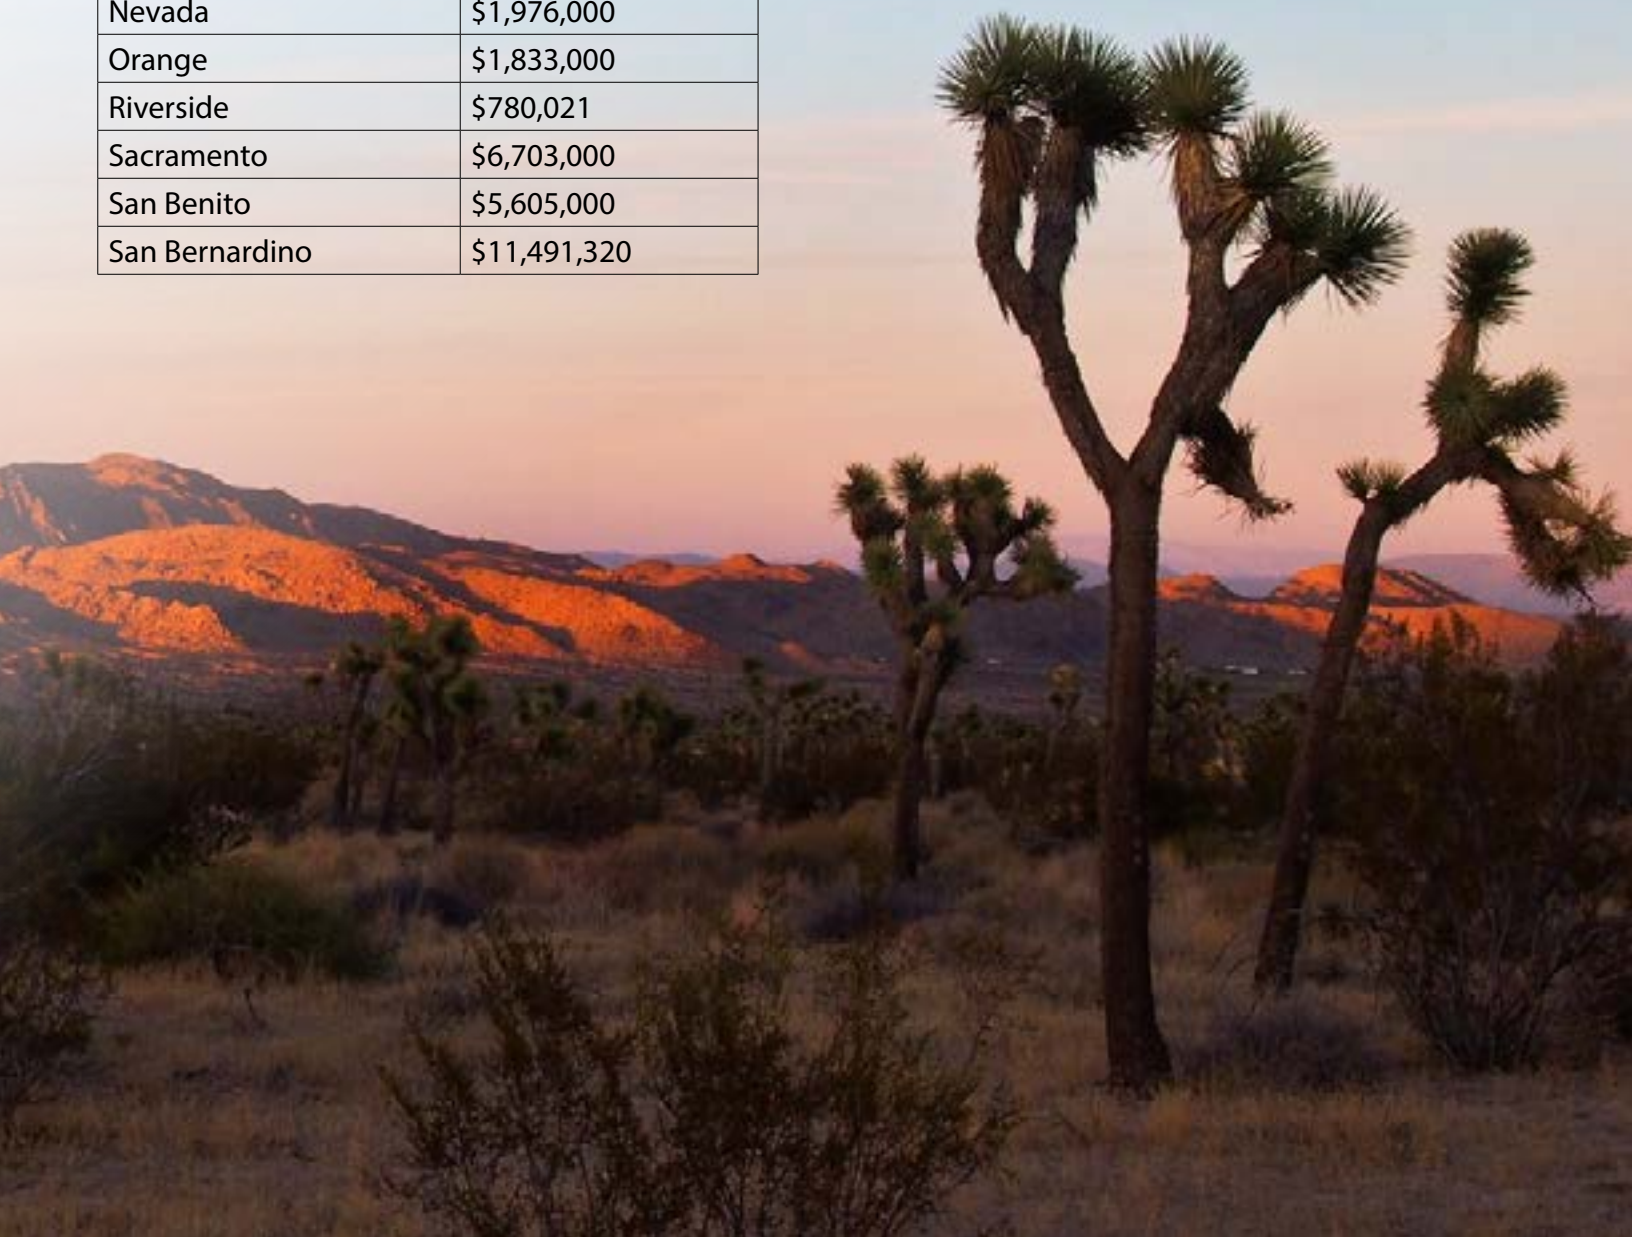 Nevada $1,976,000
Orange $1,833,000
Riverside $780,021
Sacramento $6,703,000
San Benito $5,605,000
San Bernardino $11,491,320